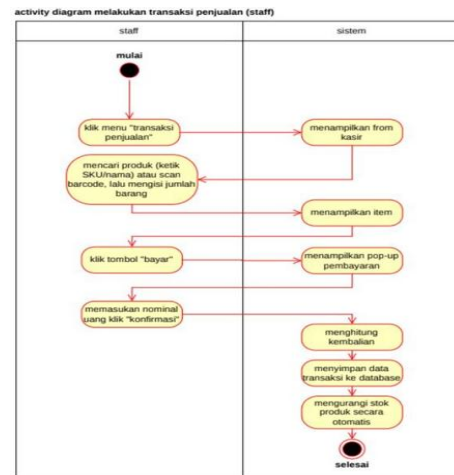 activity diagram melakukan transaksi penjualan (staff)
staff
sistem
mulai
klik menu "transaksi
penjualan"
menampilkan from
kasir
mencari produk (ketik
SKU/nama) atau scan
barcode, lalu mengisi jumlah
barang
menampilkan item
klik tombol "bayar"
menampilkan pop-up
pembayaran
memasukan nominal
uang klik "konfirmasi"
menghitung
kembalian
menyimpan data
transaksi ke database
mengurangi stok
produk secara
otomatis
selesai